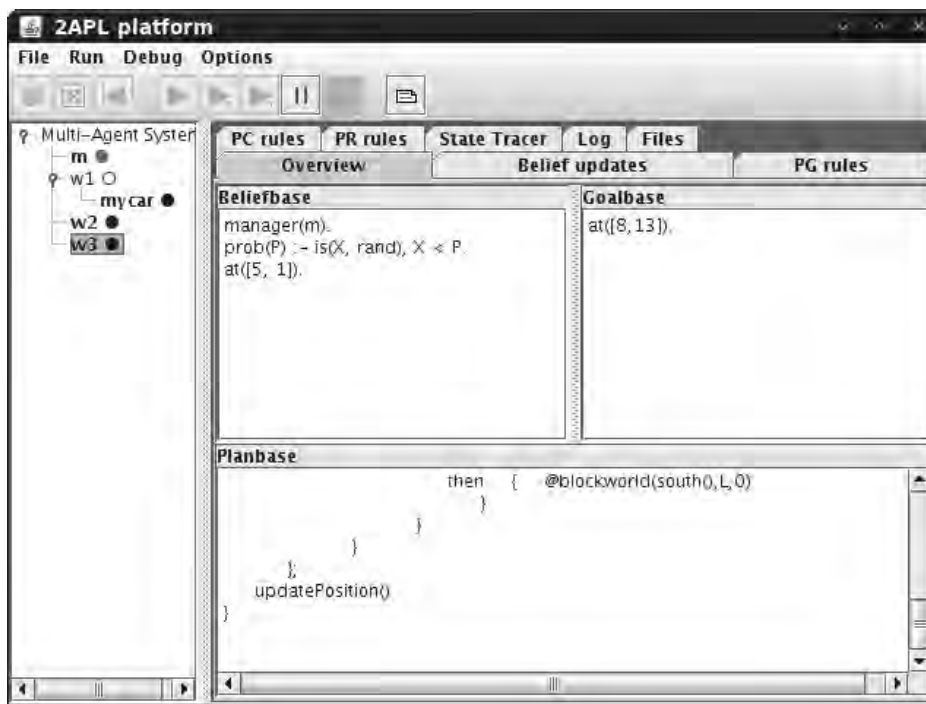 2APL platform
File Run Debug Options
Multi-Agent System
m
w1
mycar
w2
w3
PC rules PR rules State Tracer Log Files
Overview Belief updates PG rules
Beliefbase
manager(m).
prob(P) :- is(X, rand), X < P.
at([5, 1]).
Goalbase
at([8,13]).
Planbase
then { @blockworld(south(),L,0)
}
}
}
};
updatePosition()
}